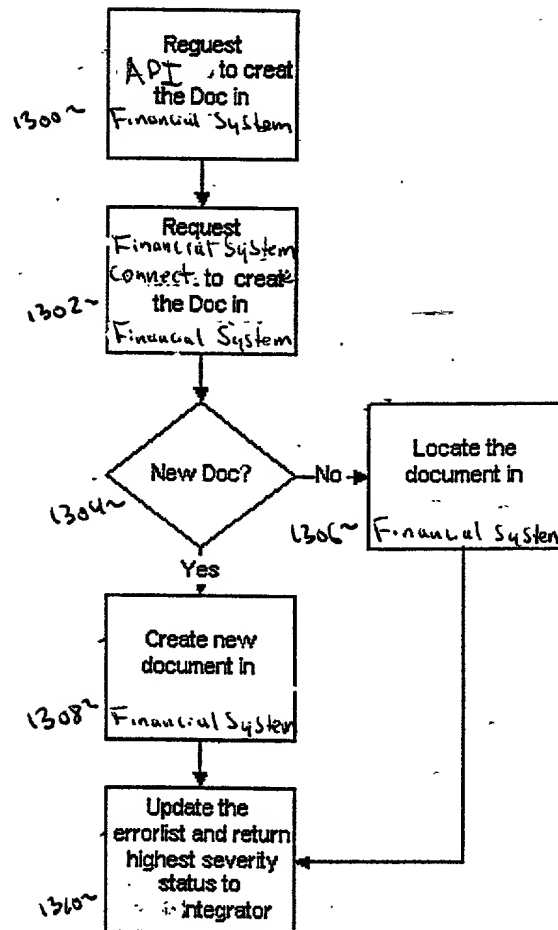 Reguest
API to creat
the Doc in
Financial System
1300~
Request
Financial System
Connect to create
the Doc in
Financial System
1302~
New Doc?
1304~
No
Locate the
document in
Financial System
1306~
Yes
Create new
document in
Financial System
1308~
Update the
errorlist and return
highest severity
status to
integrator
1310~